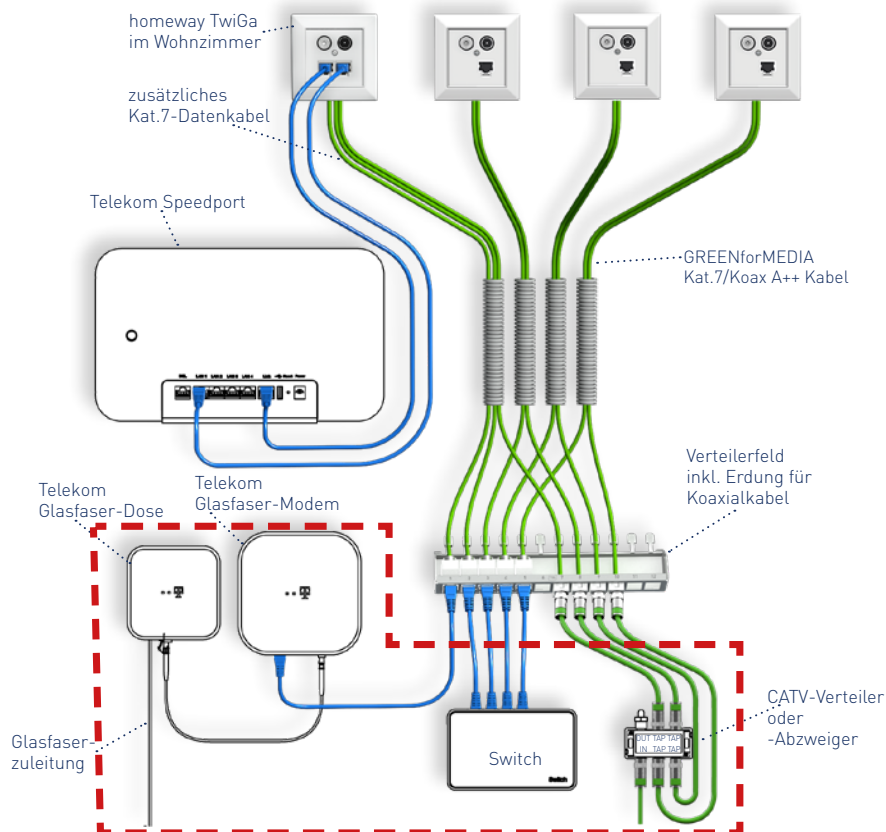 homeway TwiGa
im Wohnzimmer
zusätzliches
Kat.7-Datenkabel
Telekom Speedport
GREENforMEDIA
Kat.7/Koax A++ Kabel
Verteilerfeld
inkl. Erdung für
Koaxialkabel
Telekom
Glasfaser-Dose
Telekom
Glasfaser-Modem
CATV-Verteiler
oder
-Abzweiger
OUT TAP TAP
IN TAP TAP
Glasfaser-
zuleitung
Switch
Switch